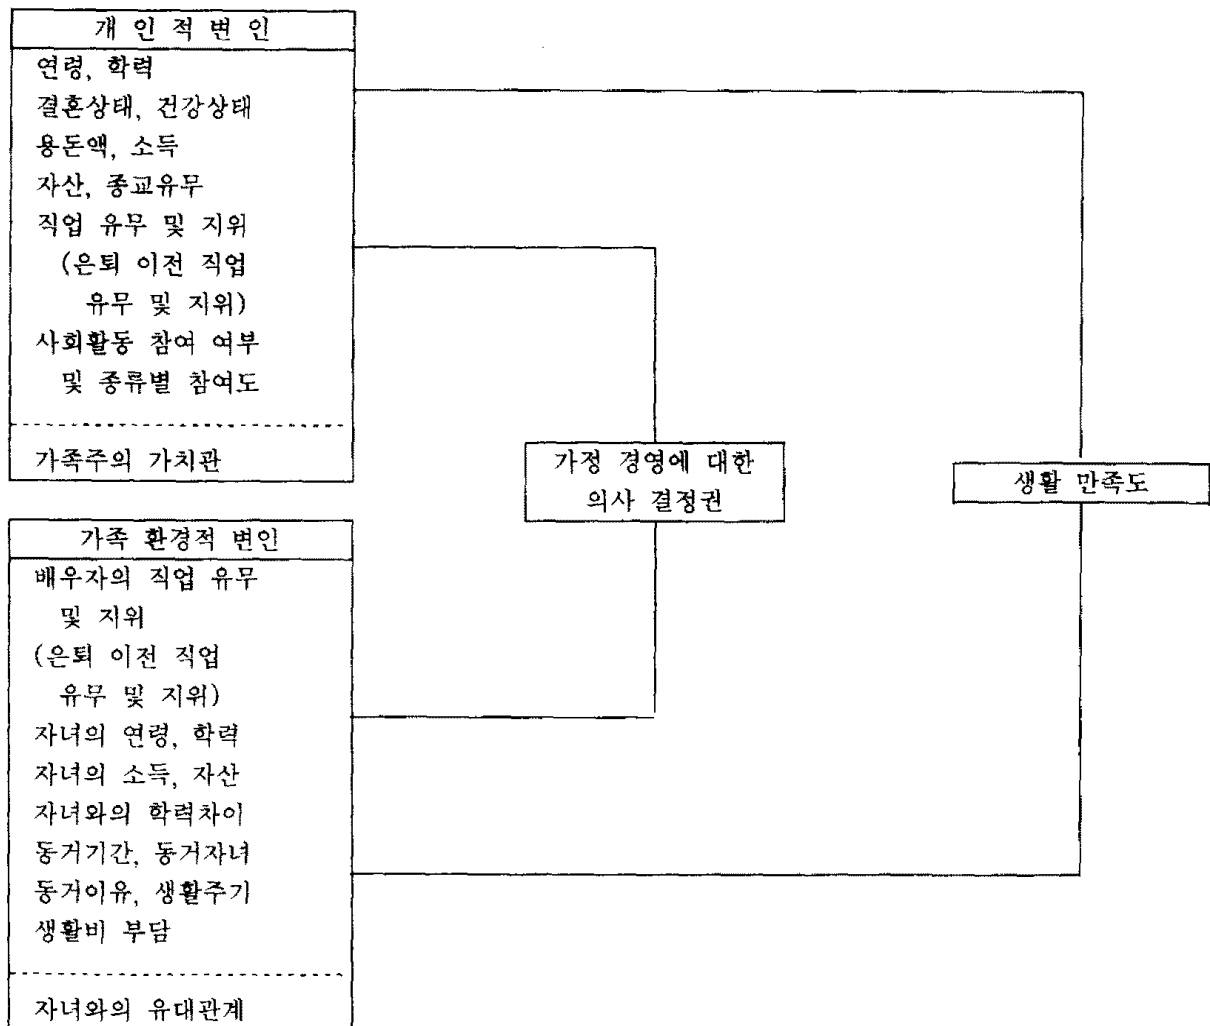 개 인 적 변 인
연령, 학력
결혼상태, 건강상태
용돈액, 소득
자산, 종교유무
직업 유무 및 지위
(은퇴 이전 직업
유무 및 지위)
사회활동 참여 여부
및 종류별 참여도
가족주의 가치관
가정 경영에 대한
의사 결정권
생활 만족도
가족 환경적 변인
배우자의 직업 유무
및 지위
(은퇴 이전 직업
유무 및 지위)
자녀의 연령, 학력
자녀의 소득, 자산
자녀와의 학력차이
동거기간, 동거자녀
동거이유, 생활주기
생활비 부담
자녀와의 유대관계